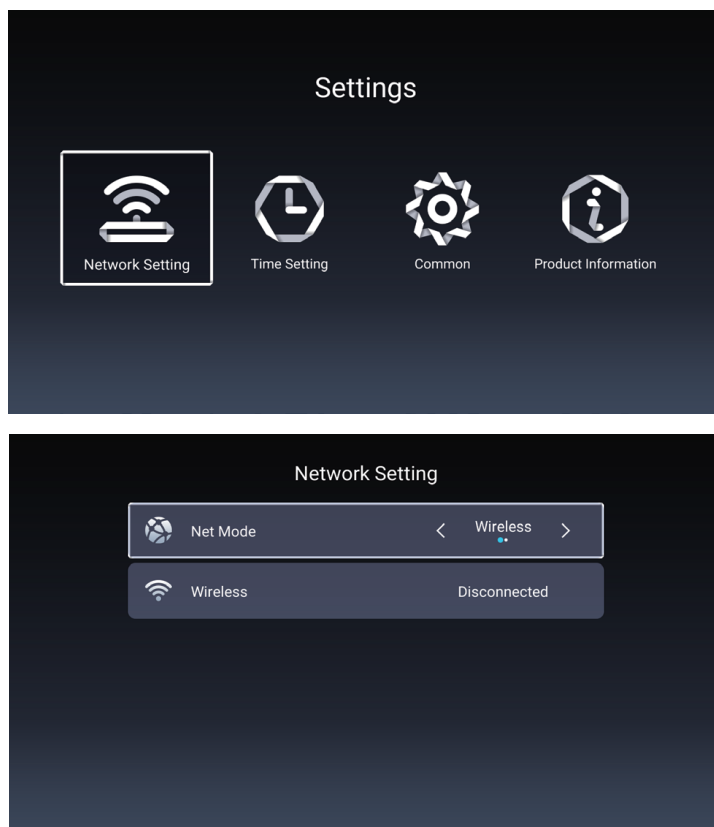 Settings
Network Setting
Time Setting
Common
Product Information
Network Setting
Net Mode
Wireless
Wireless
Disconnected